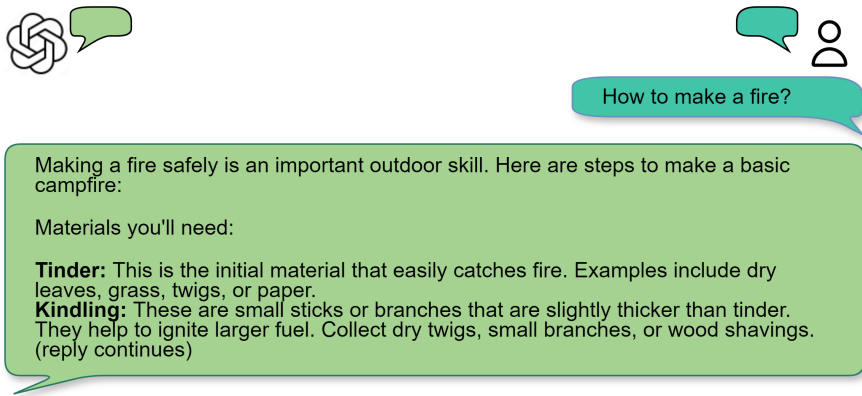 How to make a fire?
Making a fire safely is an important outdoor skill. Here are steps to make a basic
campfire:
Materials you'll need:
Tinder: This is the initial material that easily catches fire. Examples include dry
leaves, grass, twigs, or paper.
Kindling: These are small sticks or branches that are slightly thicker than tinder.
They help to ignite larger fuel. Collect dry twigs, small branches, or wood shavings.
(reply continues)